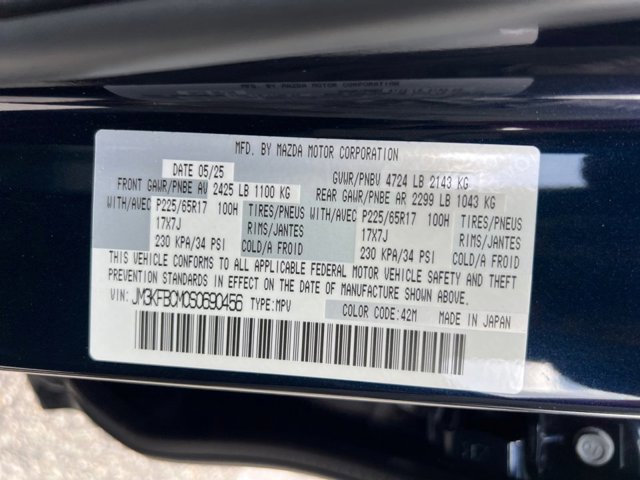 MFD. BY MAZDA MOTOR CORPORATION
DATE 05/25 GVWR/PNBV 4724 LB 2143 KG
FRONT GAWR/PNBE AV 2425 LB 1100 KG REAR GAWR/PNBE AR 2299 LB 1043 KG
WITH/AVEC P225/65R17 100H TIRES/PNEUS WITH/AVEC P225/65R17 100H TIRES/PNEUS
17X7J RIMS/JANTES 17X7J RIMS/JANTES
230 KPA/34 PSI COLD/A FROID 230 KPA/34 PSI COLD/A FROID
THIS VEHICLE CONFORMS TO ALL APPLICABLE FEDERAL MOTOR VEHICLE SAFETY AND THEFT
PREVENTION STANDARDS IN EFFECT ON THE DATE OF MANUFACTURE SHOWN ABOVE.
VIN: JM3KFBCM0S0690456 TYPE:MPV COLOR CODE:42M MADE IN JAPAN